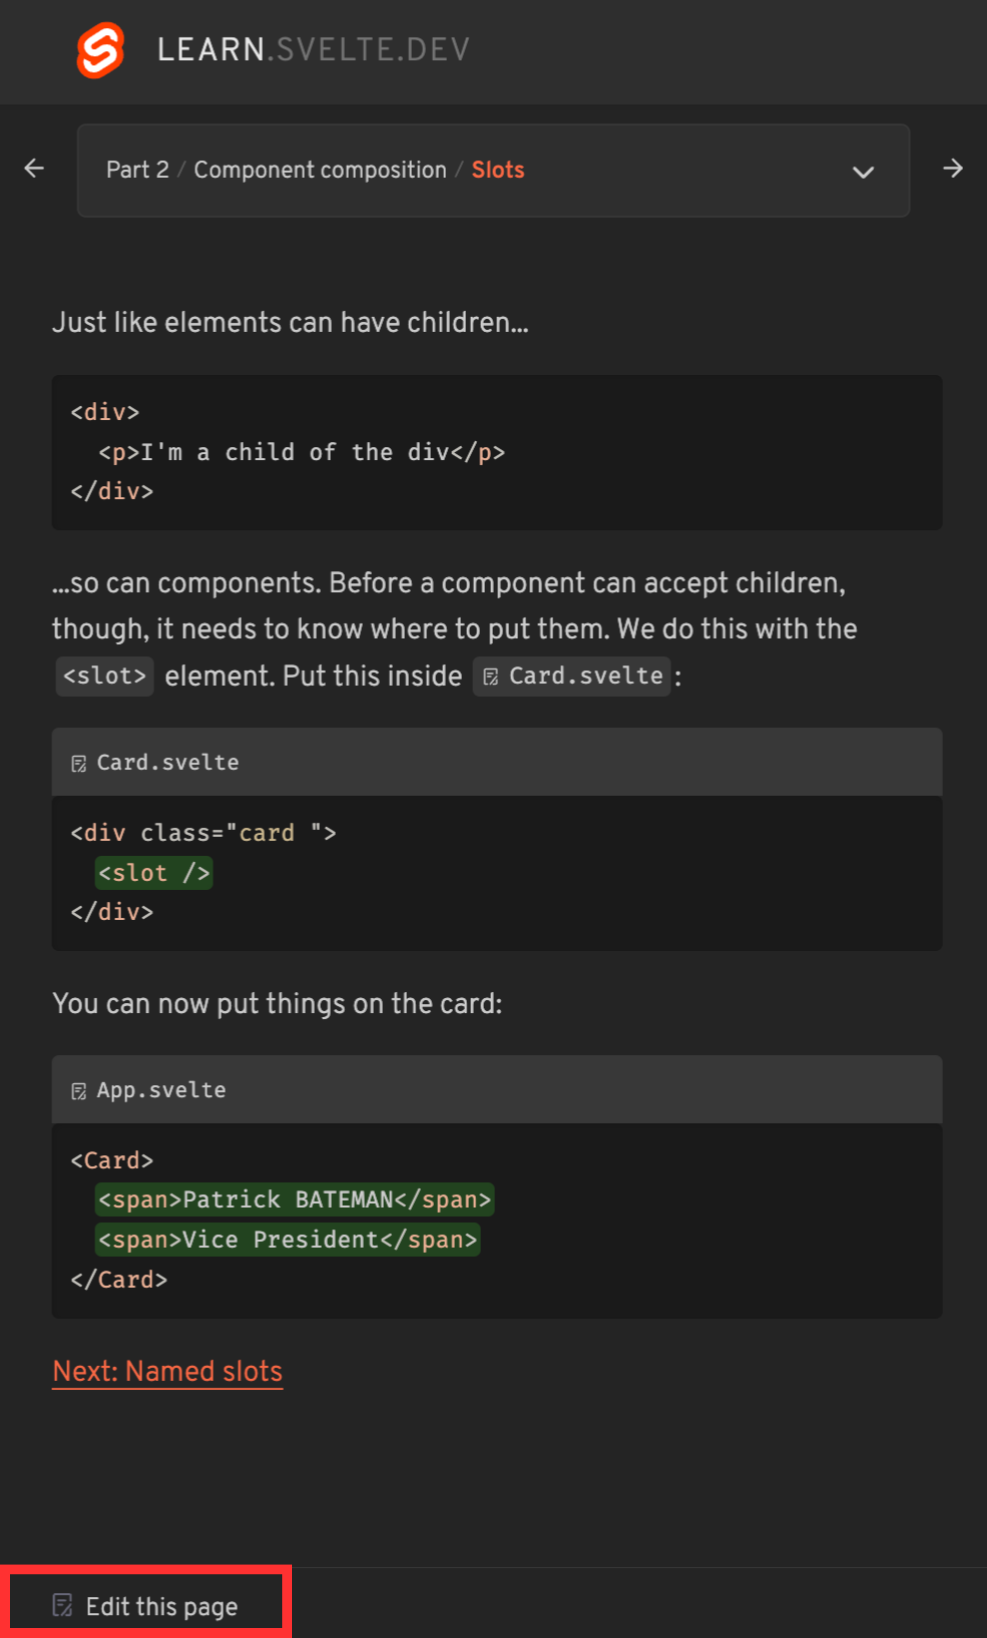 LEARN.SVELTE.DEV
Part 2 / Component composition / Slots
Just like elements can have children...
<div>
  <p>I'm a child of the div</p>
</div>
...so can components. Before a component can accept children,
though, it needs to know where to put them. We do this with the
<slot> element. Put this inside Card.svelte :
Card.svelte
<div class="card ">
  <slot />
</div>
You can now put things on the card:
App.svelte
<Card>
  <span>Patrick BATEMAN</span>
  <span>Vice President</span>
</Card>
Next: Named slots
Edit this page